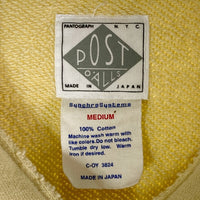 PANTOGRAPH N.Y.C.
POST
O'ALLS
MADE IN JAPAN
SynchroSystems
MEDIUM
100% Cotton
Machine wash warm with
like colors. Do not bleach.
Tumble dry low. Warm
Iron if desired.
C-OY 3824
MADE IN JAPAN